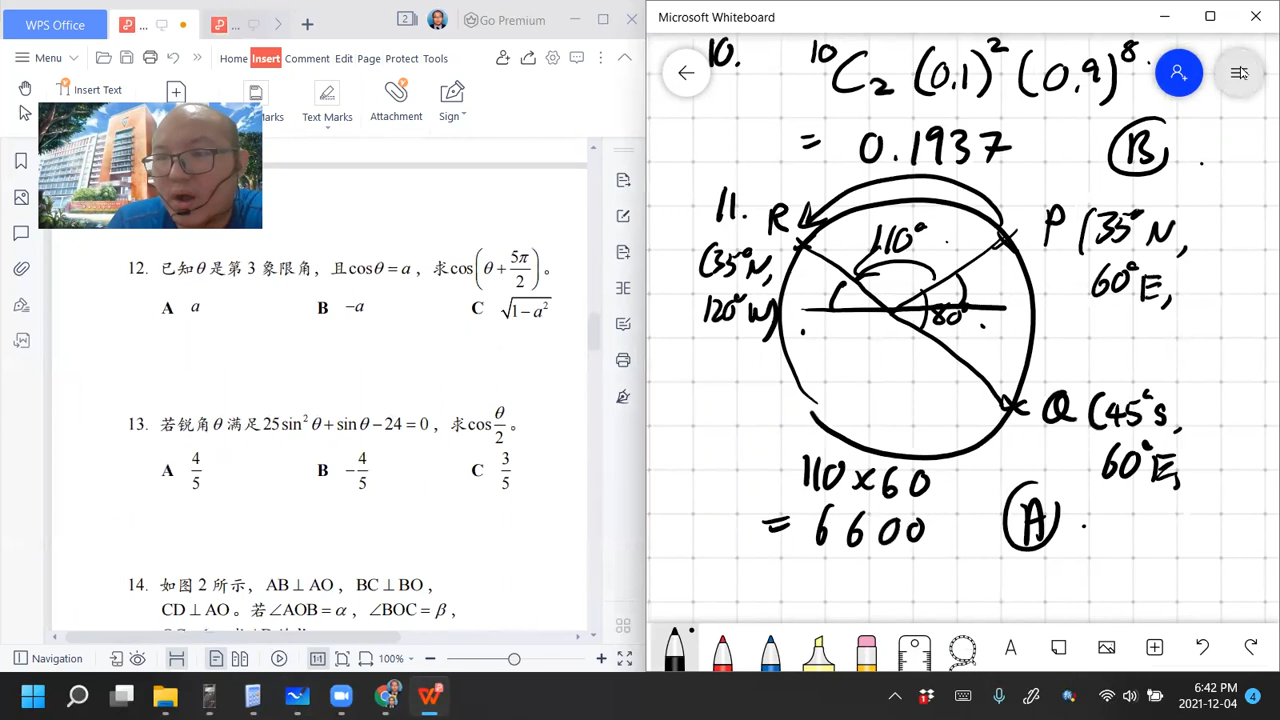 WPS Office
...
...
2
Go Premium
Menu
Home Insert Comment Edit Page Protect Tools
Insert Text
Text Marks
Attachment
Sign
12. 已知θ是第 3 象限角，且cosθ = a，求cos(θ + 5π/2)。
A a B −a C √(1 − a²)
13. 若锐角θ满足25sin²θ + sinθ − 24 = 0，求cos θ/2。
A 4/5 B −4/5 C 3/5
14. 如图 2 所示，AB ⊥ AO，BC ⊥ BO，
CD ⊥ AO。若∠AOB = α，∠BOC = β，
Navigation
100%
Microsoft Whiteboard
10. ¹⁰C₂ (0.1)² (0.9)⁸
= 0.1937 B
11. R
(35°N,
120°W)
110°
80°
P (35°N,
60°E,
Q (45°S,
60°E,
110×60
= 6600 A
6:42 PM
2021-12-04
4